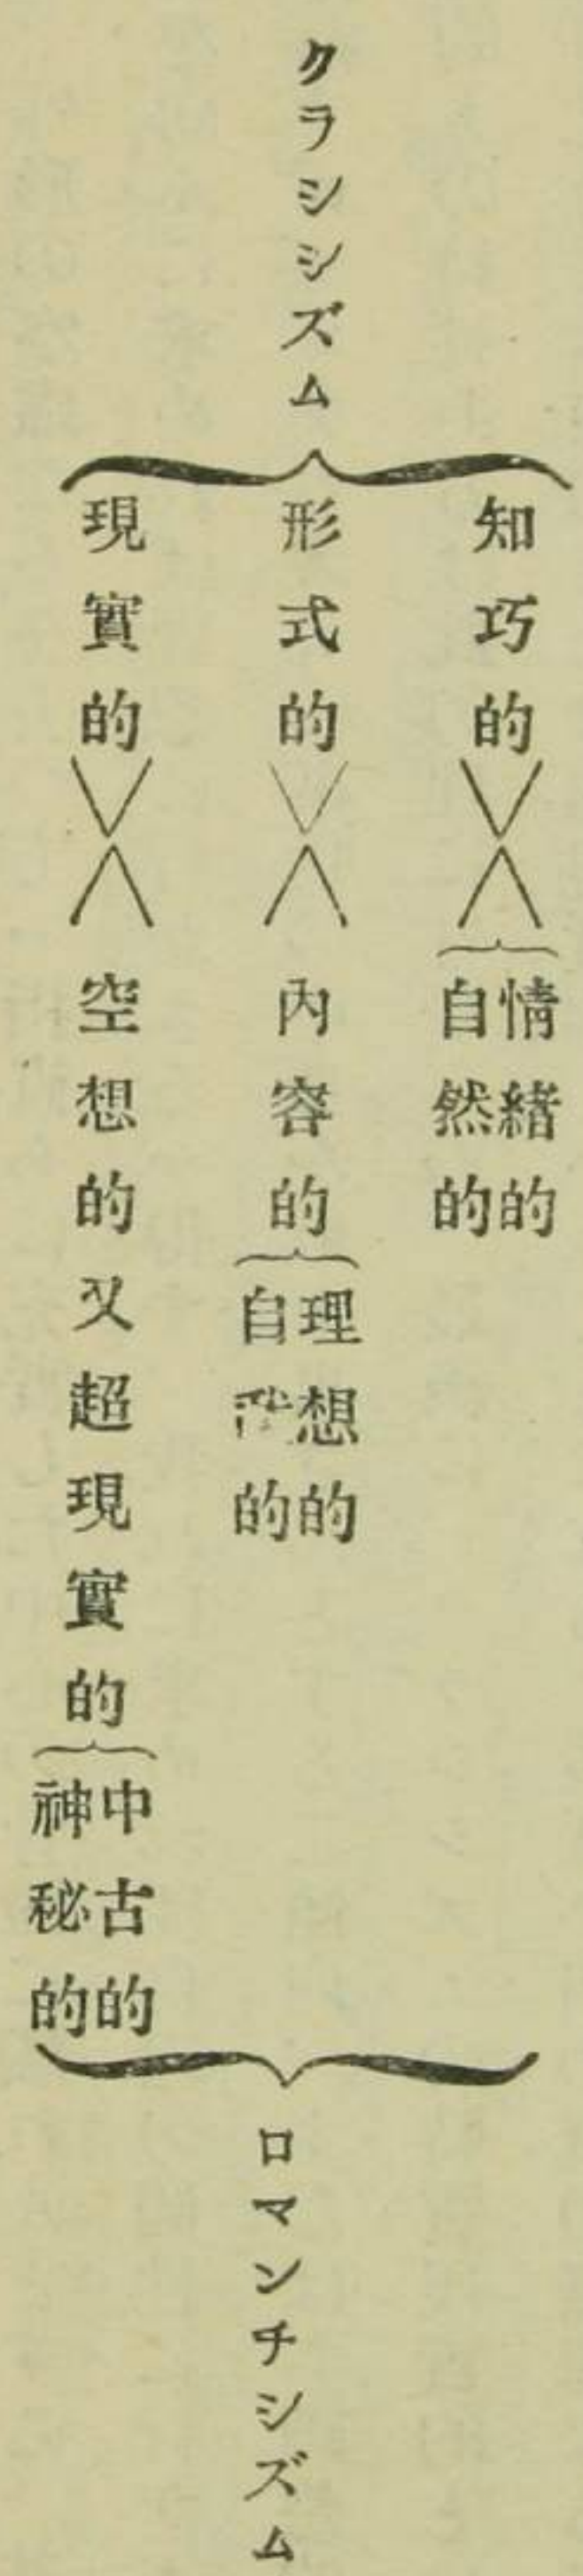 クラシシズム
知巧的
情緖的
自然的
形式的
內容的
理想的
自我的
現實的
空想的又超現實的
中古的
神秘的
ロマンチシズム